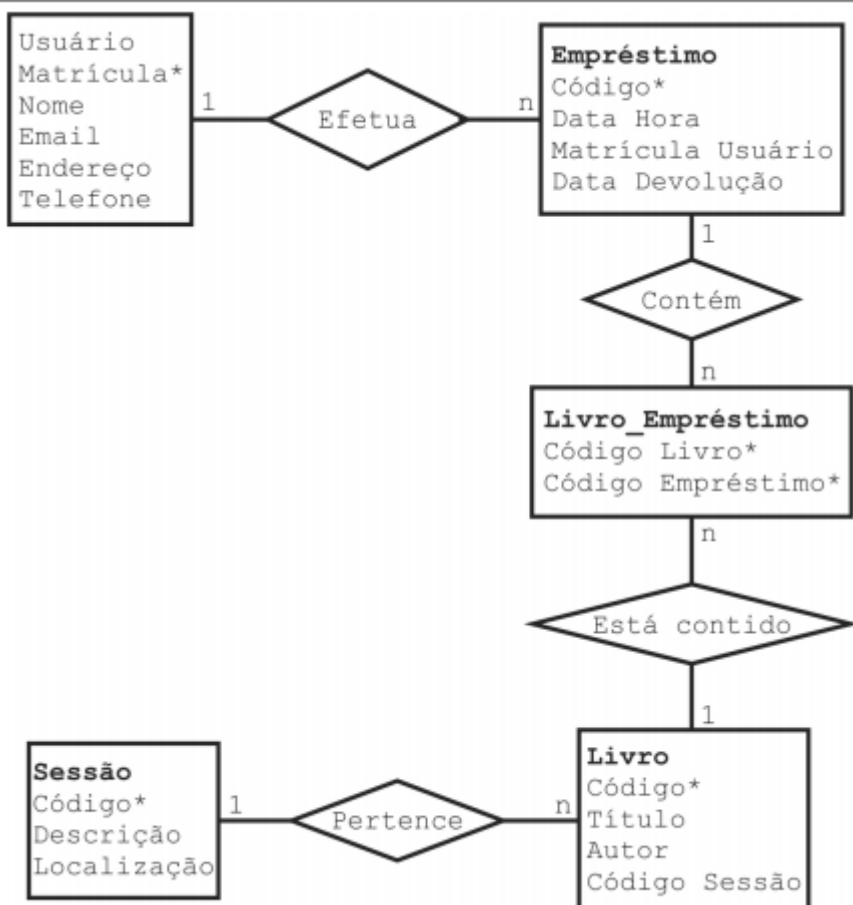 Usuário
Matrícula*
Nome
Email
Endereço
Telefone
1
Efetua
n
Empréstimo
Código*
Data Hora
Matrícula Usuário
Data Devolução
1
Contém
n
Livro_Empréstimo
Código Livro*
Código Empréstimo*
n
Está contido
1
Sessão
Código*
Descrição
Localização
1
Pertence
n
Livro
Código*
Título
Autor
Código Sessão